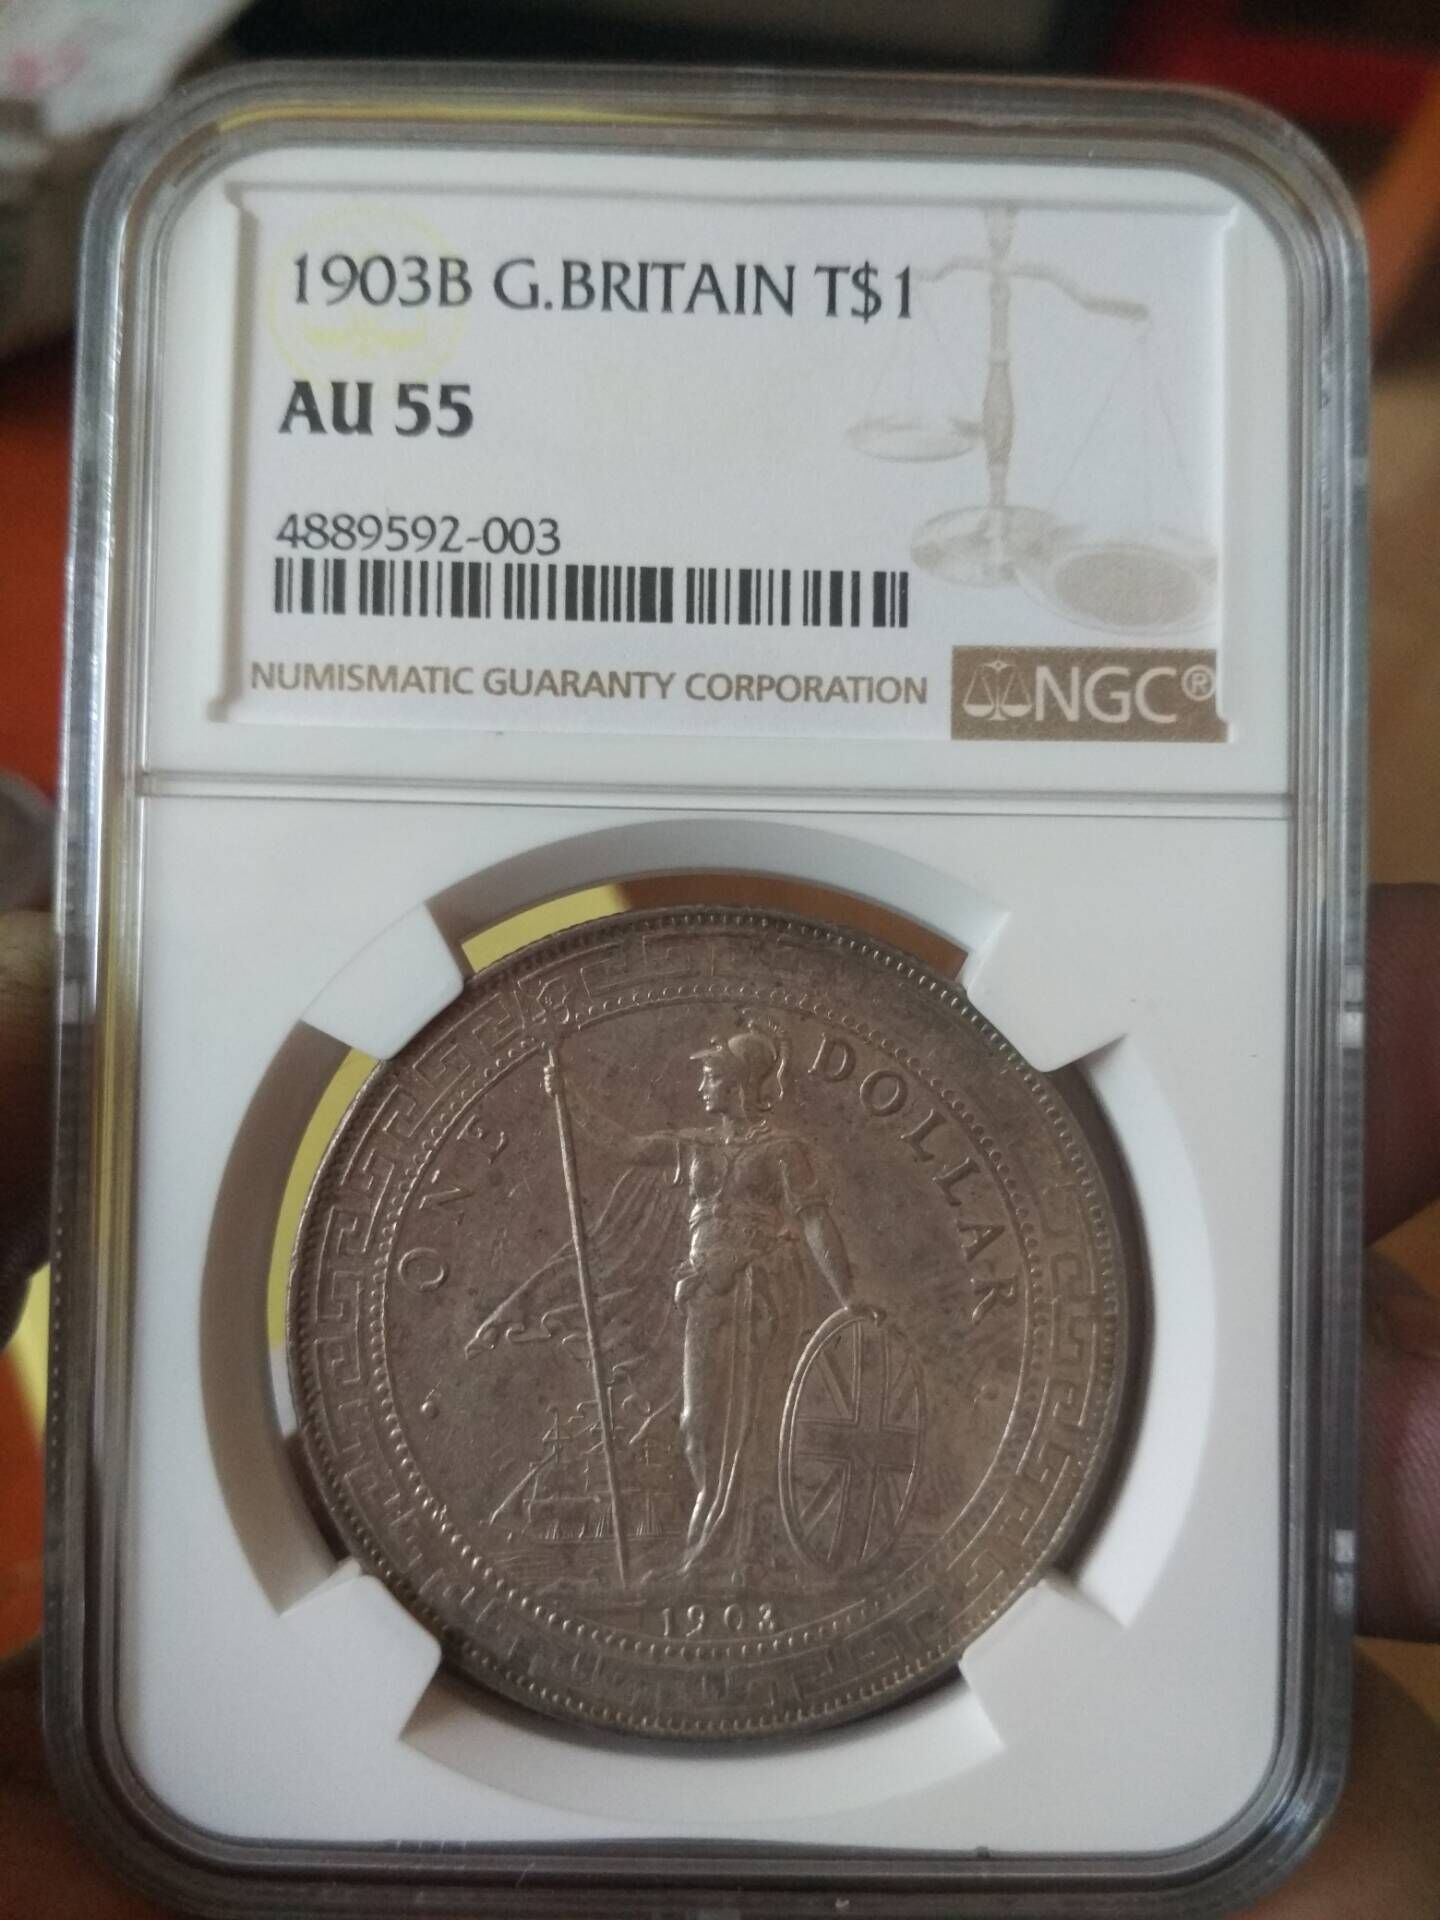 1903B G.BRITAIN T$1
AU 55
4889592-003
NUMISMATIC GUARANTY CORPORATION NGC®
ONE DOLLAR
1903